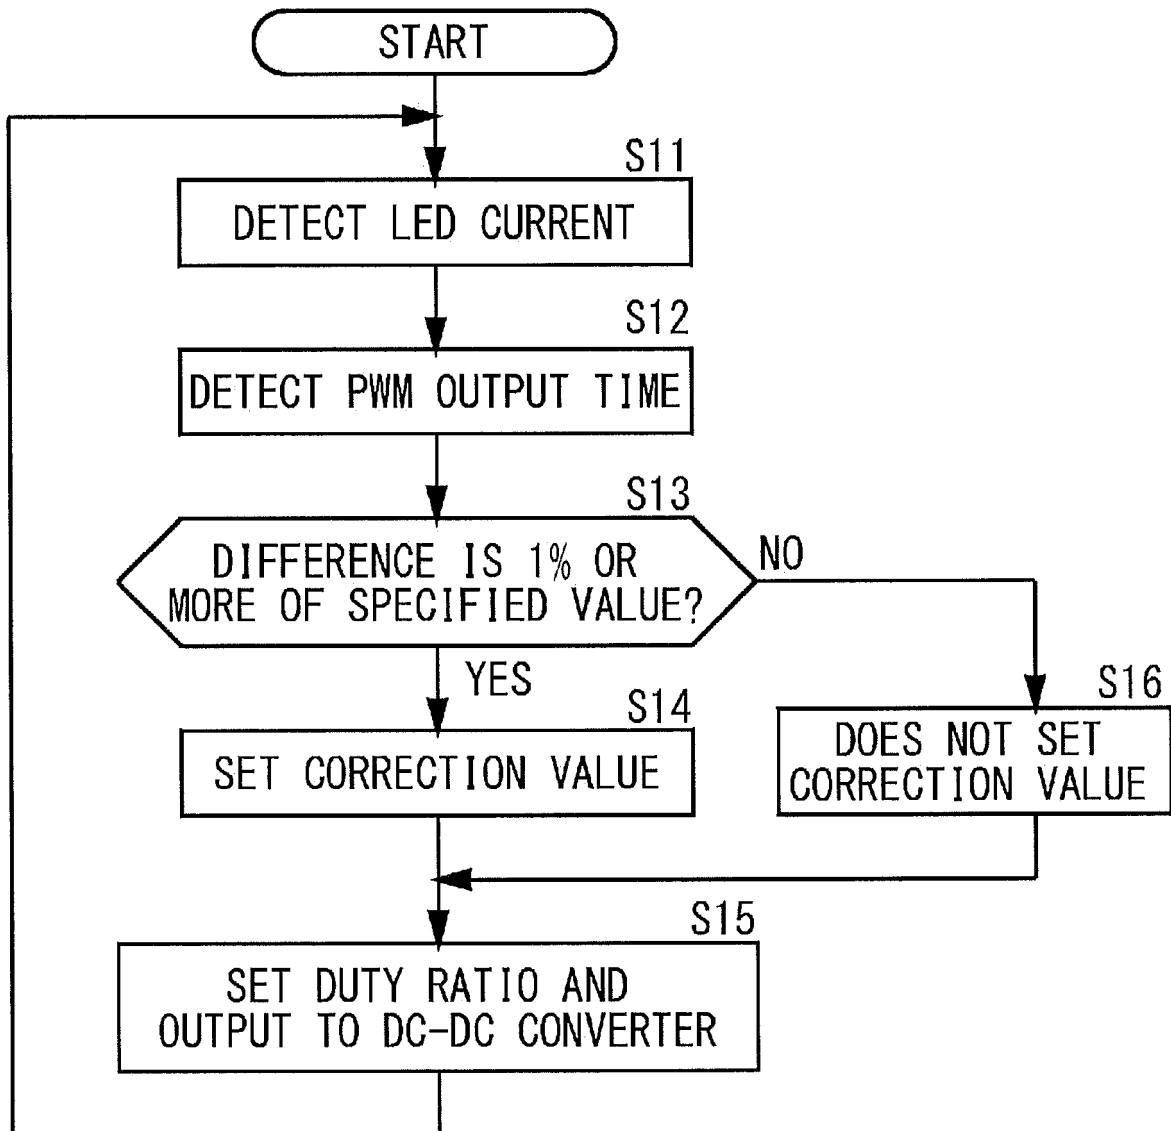 START
S11
DETECT LED CURRENT
S12
DETECT PWM OUTPUT TIME
S13
DIFFERENCE IS 1% OR
MORE OF SPECIFIED VALUE?
NO
YES
S14
SET CORRECTION VALUE
S16
DOES NOT SET
CORRECTION VALUE
S15
SET DUTY RATIO AND
OUTPUT TO DC-DC CONVERTER